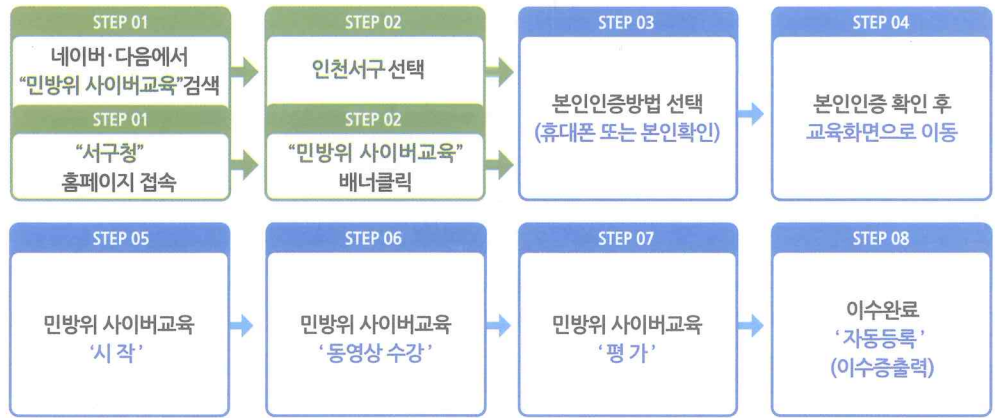 STEP 01
네이버·다음에서
“민방위 사이버교육”검색
STEP 01
“서구청”
홈페이지 접속
STEP 02
인천서구 선택
STEP 02
“민방위 사이버교육”
배너클릭
STEP 03
본인인증방법 선택
(휴대폰 또는 본인확인)
STEP 04
본인인증 확인 후
교육화면으로 이동
STEP 05
민방위 사이버교육
‘시 작’
STEP 06
민방위 사이버교육
‘동영상 수강’
STEP 07
민방위 사이버교육
‘평 가’
STEP 08
이수완료
‘자동등록’
(이수증출력)